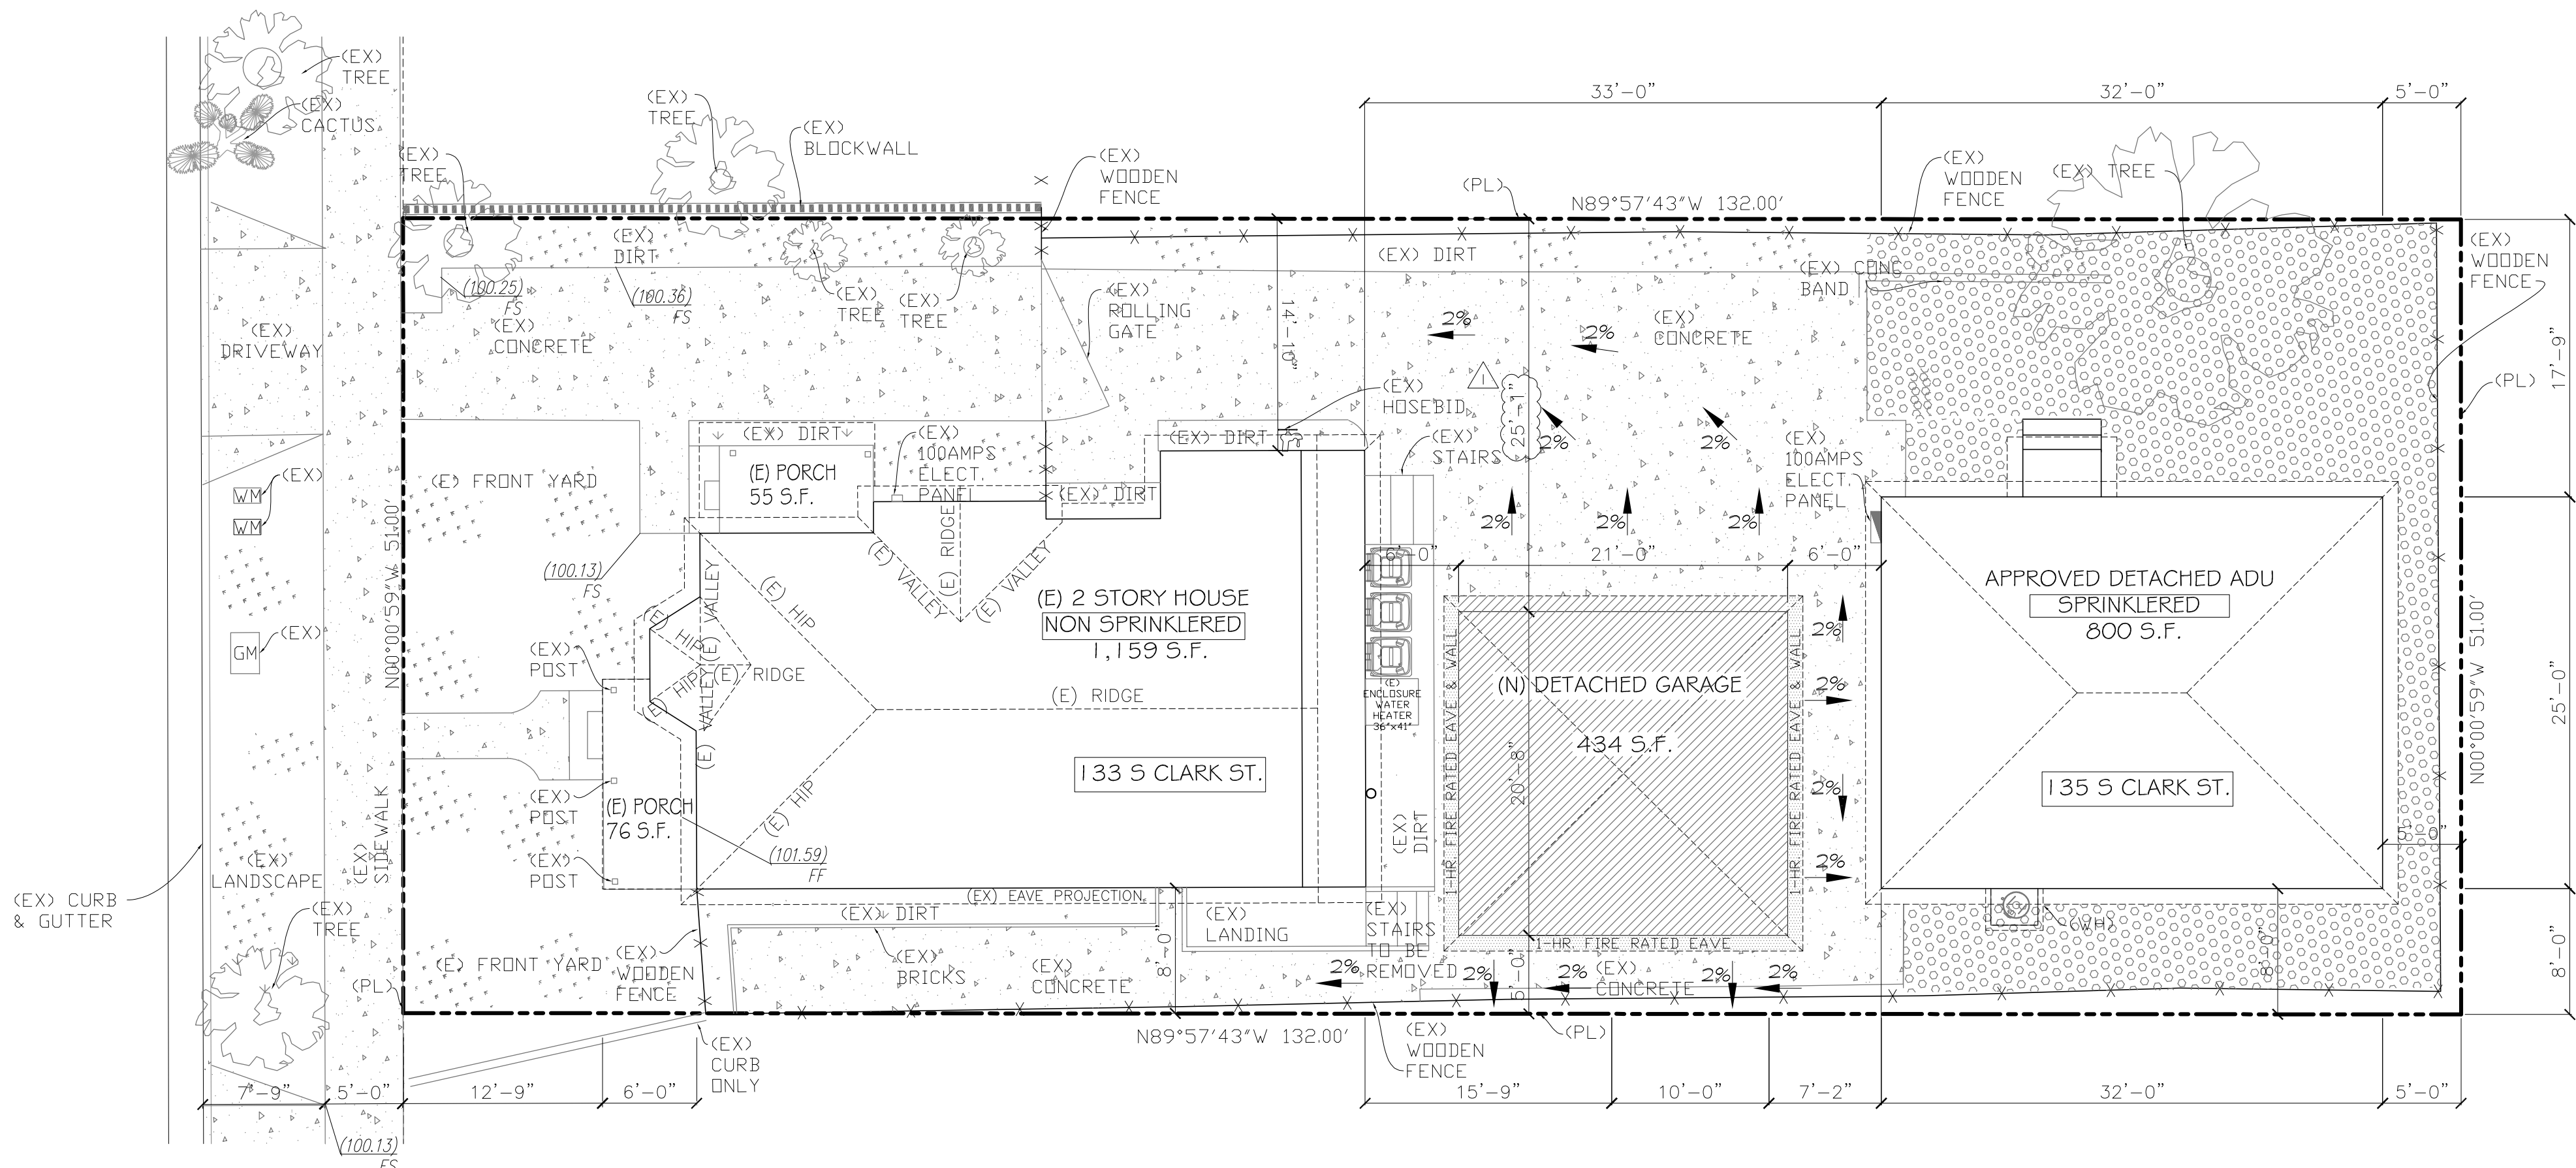 (EX)
TREE
(EX)
CACTUS
(EX)
TREE
(EX)
TREE
(EX)
BLOCKWALL
(EX)
WOODEN
FENCE
33'-0"
32'-0"
5'-0"
(PL)
N89°57'43"W 132.00'
(EX)
WOODEN
FENCE
(EX) TREE
(EX)
WOODEN
FENCE
(EX)
DIRT
(100.25)
FS
(100.36)
FS
(EX)
CONCRETE
(EX)
TREE
(EX)
TREE
(EX)
ROLLING
GATE
(EX) DIRT
(EX) CONC
BAND
14'-10"
2%
2%
(EX)
CONCRETE
17'-9"
(PL)
(EX)
DRIVEWAY
(EX)
HOSEBID
1
25'-1"
2%
2%
(EX) DIRT
(EX)
100AMPS
ELECT.
PANEL
(EX) DIRT
(EX)
STAIRS
(EX)
100AMPS
ELECT.
PANEL
(E) PORCH
55 S.F.
(EX) DIRT
WM
(EX)
WM
(E) FRONT YARD
N00°00'59"W 51.00'
2%
2%
2%
6'-0"
21'-0"
6'-0"
(100.13)
FS
(E) VALLEY
(E) HIP
(E) VALLEY
(E) RIDGE
(E) VALLEY
(E) 2 STORY HOUSE
NON SPRINKLERED
1,159 S.F.
APPROVED DETACHED ADU
SPRINKLERED
800 S.F.
GM
(EX)
(EX)
POST
(E) HIP
(E) HIP
(E) RIDGE
(E) VALLEY
(E) RIDGE
(E)
ENCLOSURE
WATER
HEATER
36"x41"
1-HR. FIRE RATED EAVE & WALL
(N) DETACHED GARAGE
434 S.F.
20'-8"
1-HR. FIRE RATED EAVE & WALL
2%
2%
2%
2%
25'-0"
N00°00'59"W 51.00'
133 S CLARK ST.
135 S CLARK ST.
(EX)
POST
(E) PORCH
76 S.F.
(E) HIP
(101.59)
FF
(EX)
DIRT
5'-0"
(EX)
SIDEWALK
(EX)
LANDSCAPE
(EX)
POST
(EX) EAVE PROJECTION
(EX) CURB
& GUTTER
(EX)
TREE
(EX) DIRT
8'-0"
(EX)
LANDING
(EX)
STAIRS
TO BE
REMOVED
1-HR. FIRE RATED EAVE
(WH)
8'-0"
8'-0"
(E) FRONT YARD
(EX)
WOODEN
FENCE
(EX)
BRICKS
(EX)
CONCRETE
2%
2%
5'-0"
2%
(EX)
CONCRETE
2%
2%
(PL)
N89°57'43"W 132.00'
(EX)
WOODEN
FENCE
(PL)
(EX)
CURB
ONLY
7'-9"
5'-0"
12'-9"
6'-0"
15'-9"
10'-0"
7'-2"
32'-0"
5'-0"
(100.13)
FS